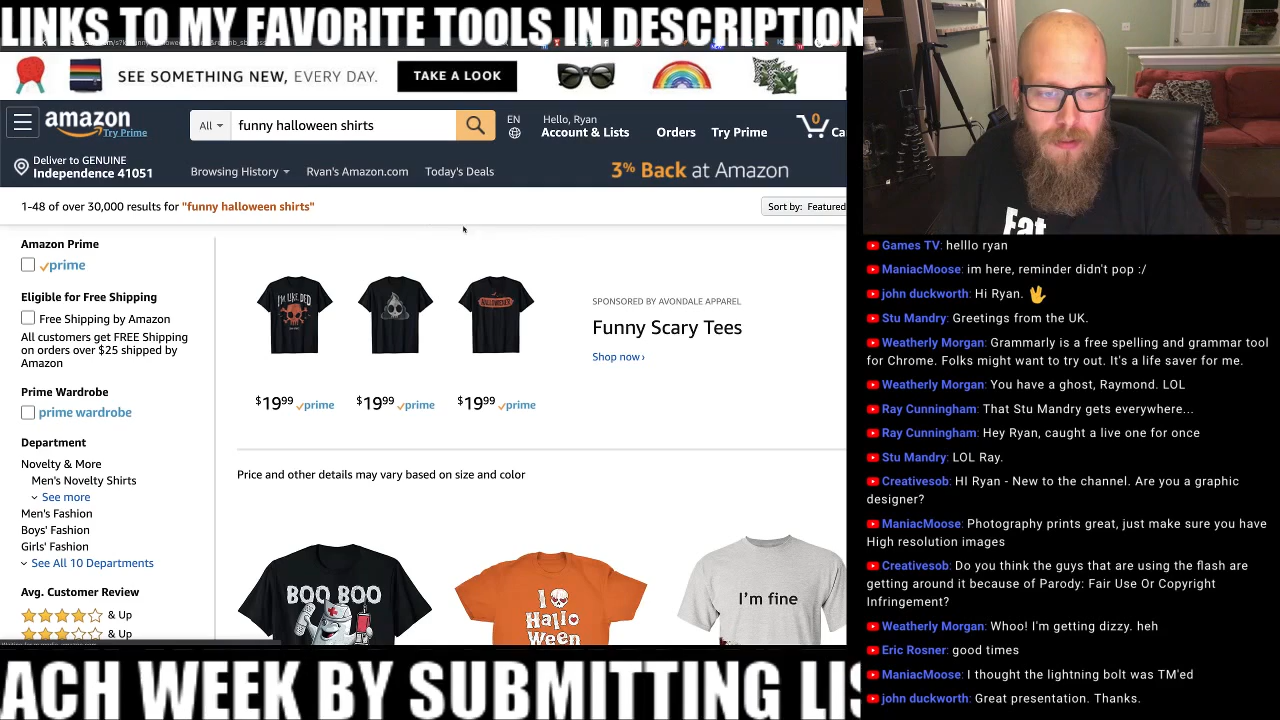 LINKS TO MY FAVORITE TOOLS IN DESCRIPTION
SEE SOMETHING NEW, EVERY DAY.
TAKE A LOOK
amazon
Try Prime
All
funny halloween shirts
EN
Hello, Ryan
Account & Lists
Orders
Try Prime
0
Ca
Deliver to GENUINE
Independence 41051
Browsing History
Ryan's Amazon.com
Today's Deals
3% Back at Amazon
1-48 of over 30,000 results for "funny halloween shirts"
Sort by: Featured
Amazon Prime
prime
Eligible for Free Shipping
Free Shipping by Amazon
All customers get FREE Shipping
on orders over $25 shipped by
Amazon
Prime Wardrobe
prime wardrobe
Department
Novelty & More
Men's Novelty Shirts
See more
Men's Fashion
Boys' Fashion
Girls' Fashion
See All 10 Departments
Avg. Customer Review
& Up
& Up
I'M LIKE DED
$1999 prime
$1999 prime
$1999 prime
SPONSORED BY AVONDALE APPAREL
Funny Scary Tees
Shop now ›
Price and other details may vary based on size and color
BOO BOO
I
Hallo
Ween
I'm fine
ACH WEEK BY SUBMITTING LIS
Eat
Games TV: helllo ryan
ManiacMoose: im here, reminder didn't pop :/
john duckworth: Hi Ryan. 🖖
Stu Mandry: Greetings from the UK.
Weatherly Morgan: Grammarly is a free spelling and grammar tool
for Chrome. Folks might want to try out. It's a life saver for me.
Weatherly Morgan: You have a ghost, Raymond. LOL
Ray Cunningham: That Stu Mandry gets everywhere...
Ray Cunningham: Hey Ryan, caught a live one for once
Stu Mandry: LOL Ray.
Creativesob: HI Ryan - New to the channel. Are you a graphic
designer?
ManiacMoose: Photography prints great, just make sure you have
High resolution images
Creativesob: Do you think the guys that are using the flash are
getting around it because of Parody: Fair Use Or Copyright
Infringement?
Weatherly Morgan: Whoo! I'm getting dizzy. heh
Eric Rosner: good times
ManiacMoose: I thought the lightning bolt was TM'ed
john duckworth: Great presentation. Thanks.